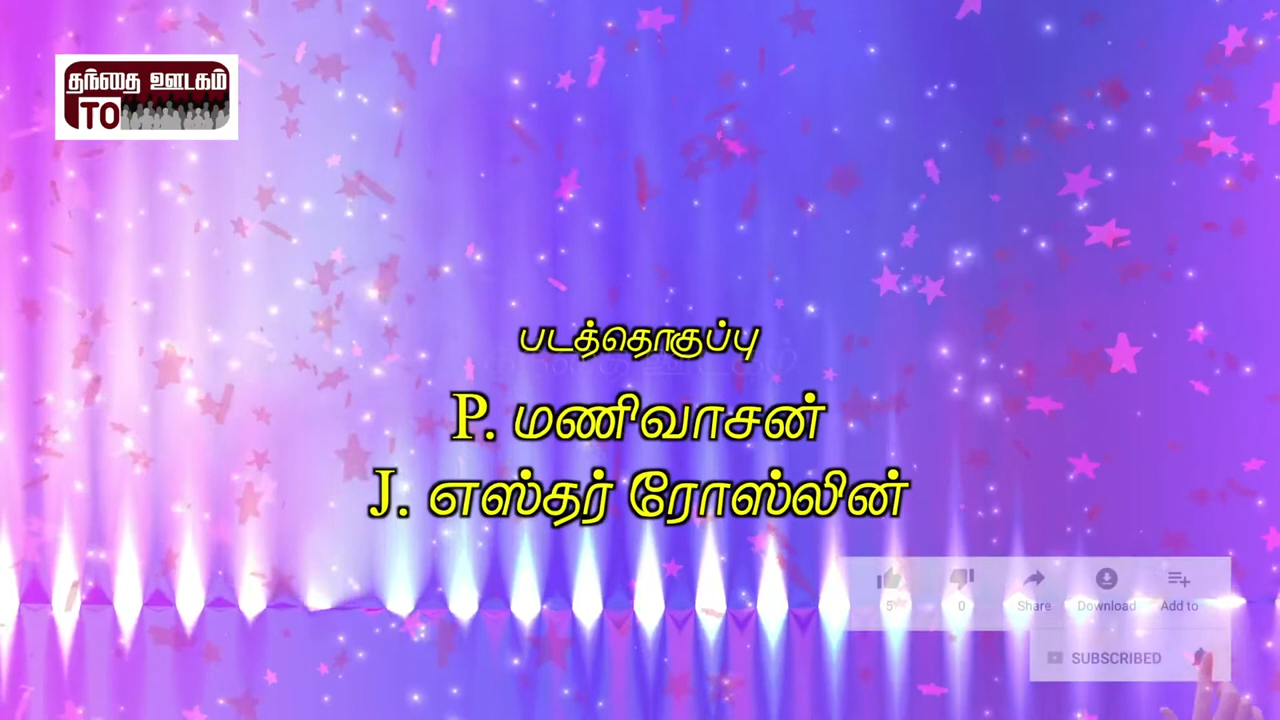 தந்தை ஊடகம்
TO
படத்தொகுப்பு
P. மணிவாசன்
J. எஸ்தர் ரோஸ்லின்
5 0 Share Download Add to
SUBSCRIBED